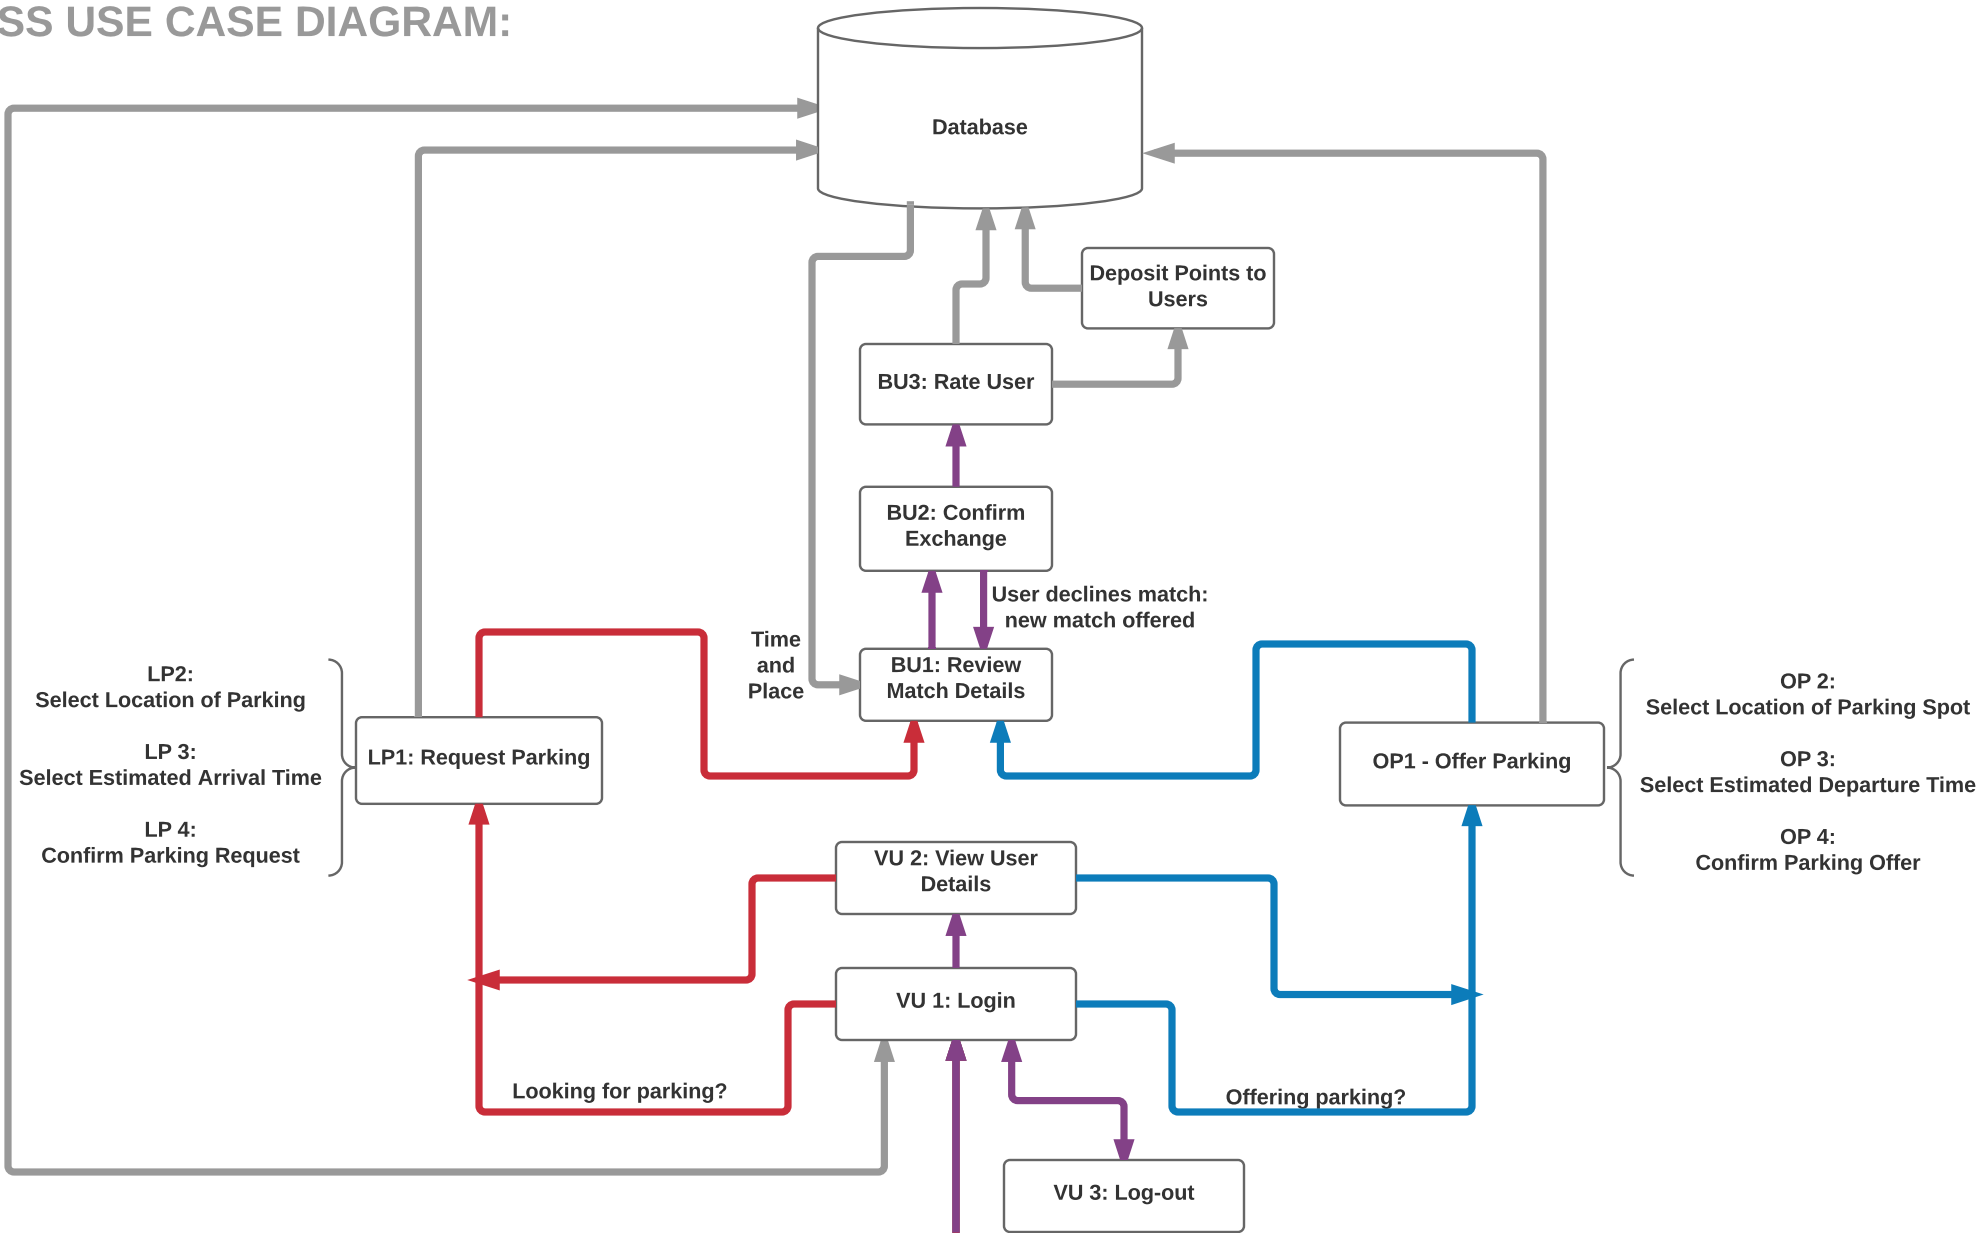 SS USE CASE DIAGRAM:
Database
Deposit Points to
Users
BU3: Rate User
BU2: Confirm
Exchange
User declines match:
new match offered
Time
and
Place
BU1: Review
Match Details
LP2:
Select Location of Parking
LP 3:
Select Estimated Arrival Time
LP 4:
Confirm Parking Request
LP1: Request Parking
OP1 - Offer Parking
OP 2:
Select Location of Parking Spot
OP 3:
Select Estimated Departure Time
OP 4:
Confirm Parking Offer
VU 2: View User
Details
VU 1: Login
Looking for parking?
Offering parking?
VU 3: Log-out